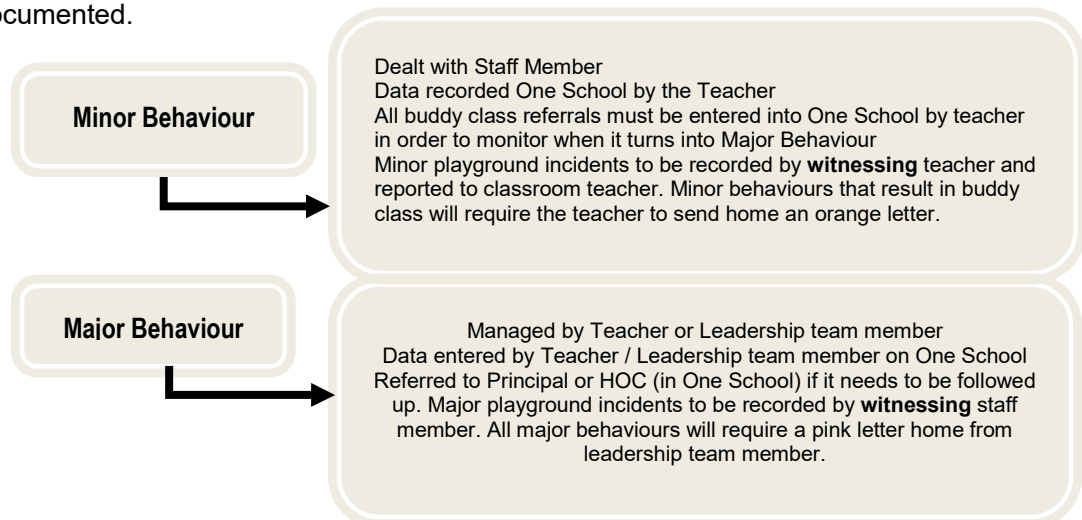 ocumented.
Minor Behaviour
Dealt with Staff Member
Data recorded One School by the Teacher
All buddy class referrals must be entered into One School by teacher
in order to monitor when it turns into Major Behaviour
Minor playground incidents to be recorded by witnessing teacher and
reported to classroom teacher. Minor behaviours that result in buddy
class will require the teacher to send home an orange letter.
Major Behaviour
Managed by Teacher or Leadership team member
Data entered by Teacher / Leadership team member on One School
Referred to Principal or HOC (in One School) if it needs to be followed
up. Major playground incidents to be recorded by witnessing staff
member. All major behaviours will require a pink letter home from
leadership team member.